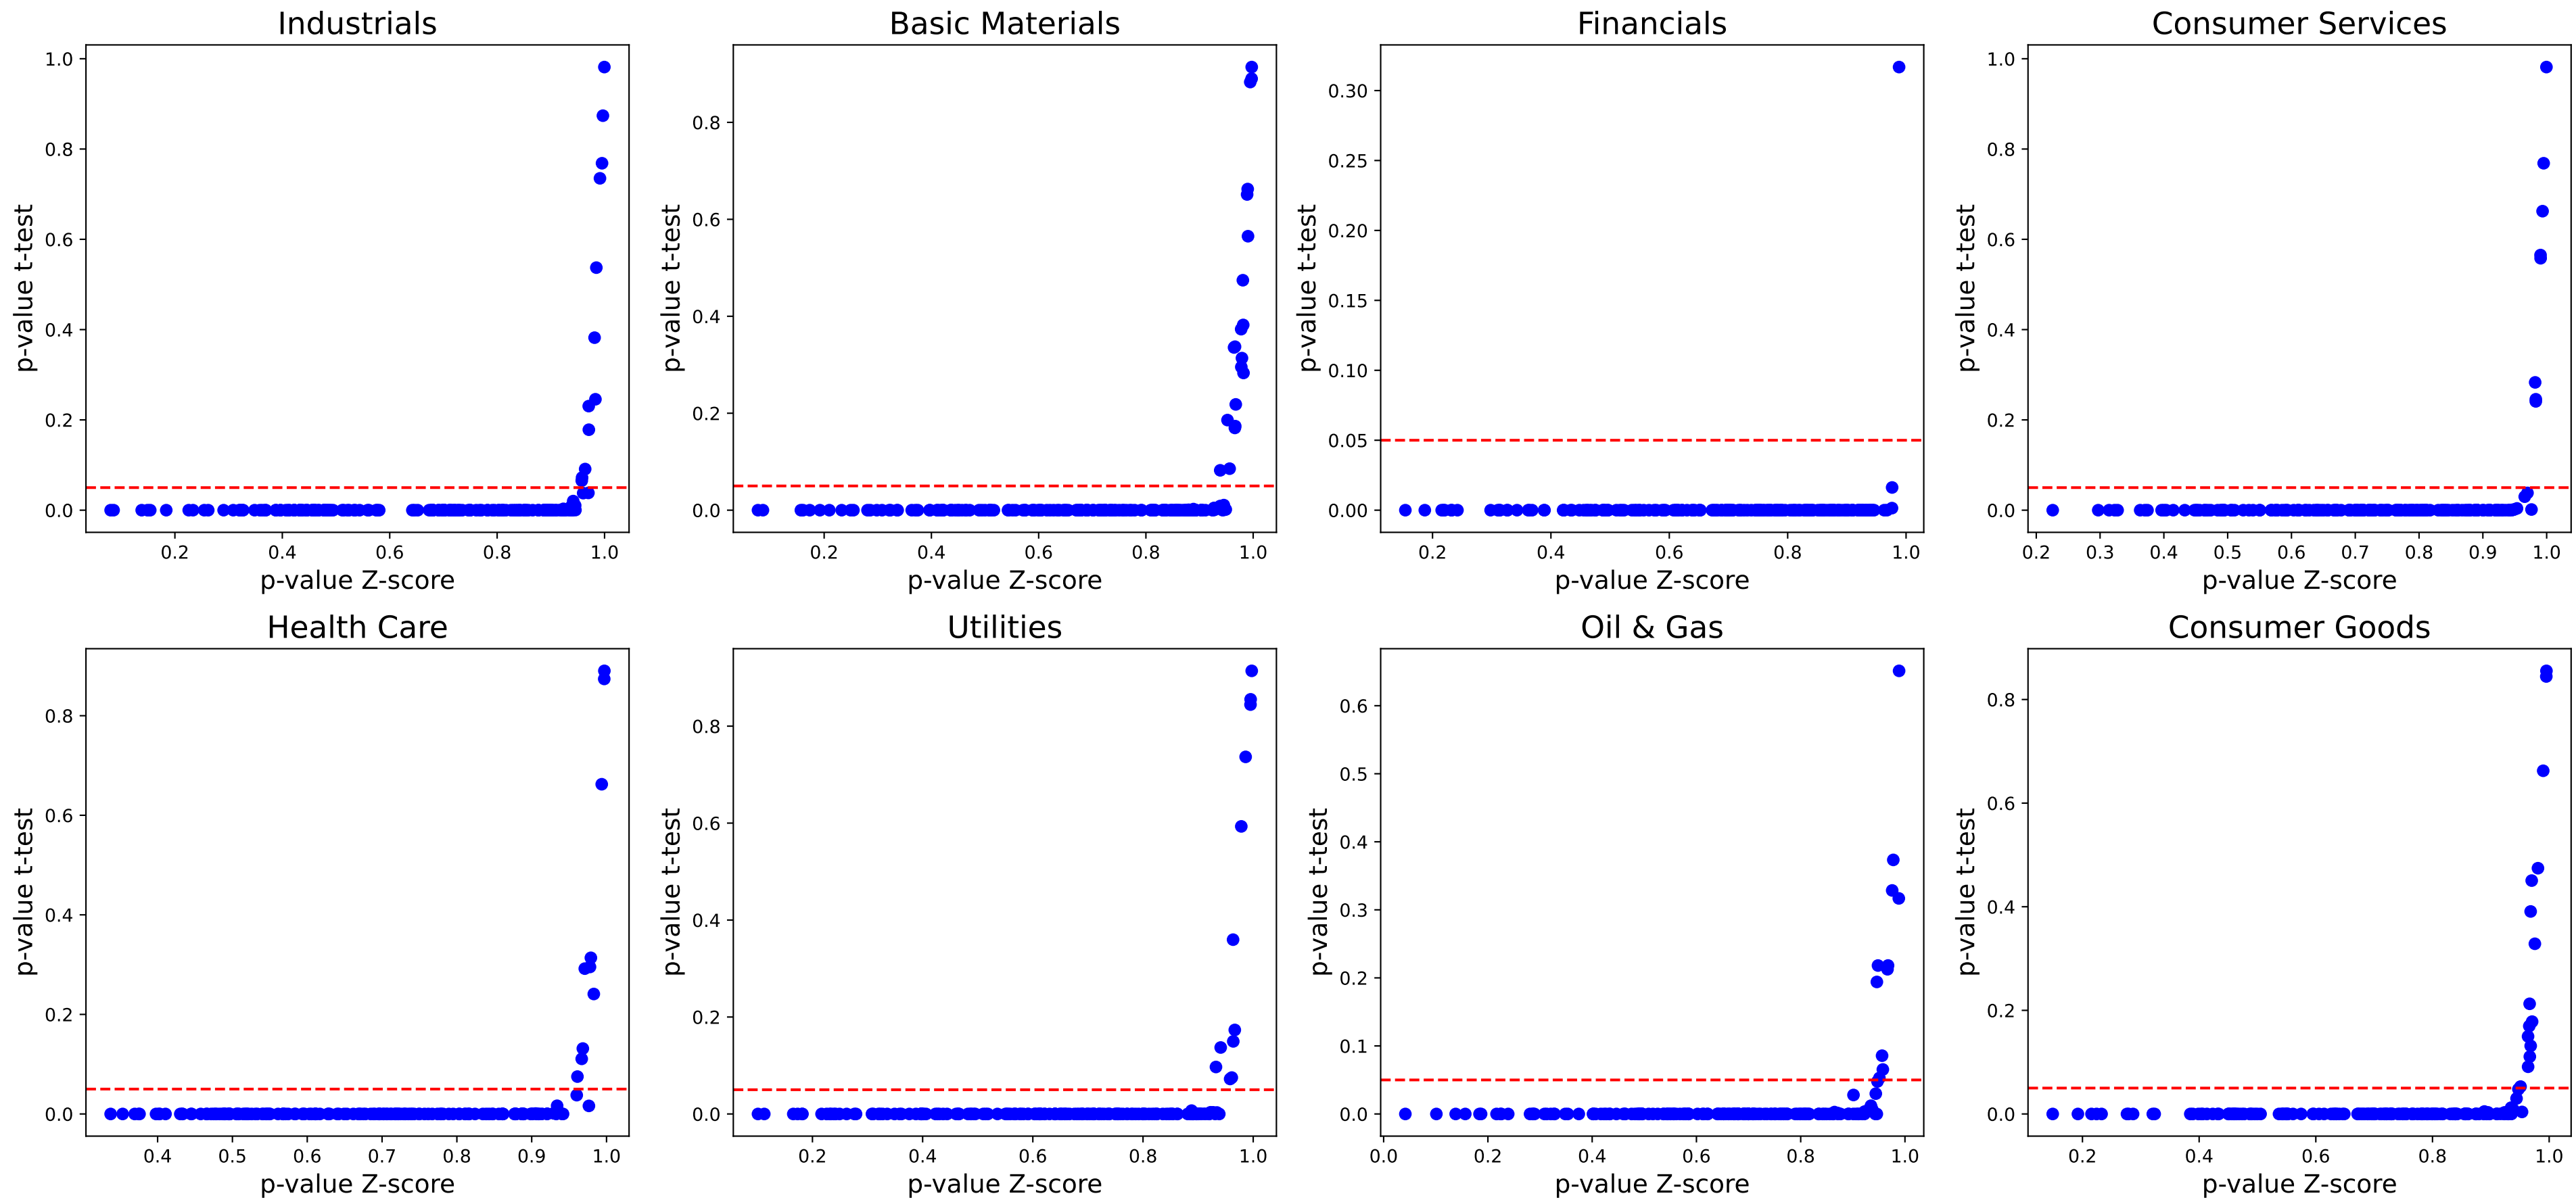 Industrials
1.0
0.8
0.6
0.4
0.2
0.0
p-value t-test
0.2 0.4 0.6 0.8 1.0
p-value Z-score
Basic Materials
0.8
0.6
0.4
0.2
0.0
p-value t-test
0.2 0.4 0.6 0.8 1.0
p-value Z-score
Financials
0.30
0.25
0.20
0.15
0.10
0.05
0.00
p-value t-test
0.2 0.4 0.6 0.8 1.0
p-value Z-score
Consumer Services
1.0
0.8
0.6
0.4
0.2
0.0
p-value t-test
0.2 0.3 0.4 0.5 0.6 0.7 0.8 0.9 1.0
p-value Z-score
Health Care
0.8
0.6
0.4
0.2
0.0
p-value t-test
0.4 0.5 0.6 0.7 0.8 0.9 1.0
p-value Z-score
Utilities
0.8
0.6
0.4
0.2
0.0
p-value t-test
0.2 0.4 0.6 0.8 1.0
p-value Z-score
Oil & Gas
0.6
0.5
0.4
0.3
0.2
0.1
0.0
p-value t-test
0.0 0.2 0.4 0.6 0.8 1.0
p-value Z-score
Consumer Goods
0.8
0.6
0.4
0.2
0.0
p-value t-test
0.2 0.4 0.6 0.8 1.0
p-value Z-score